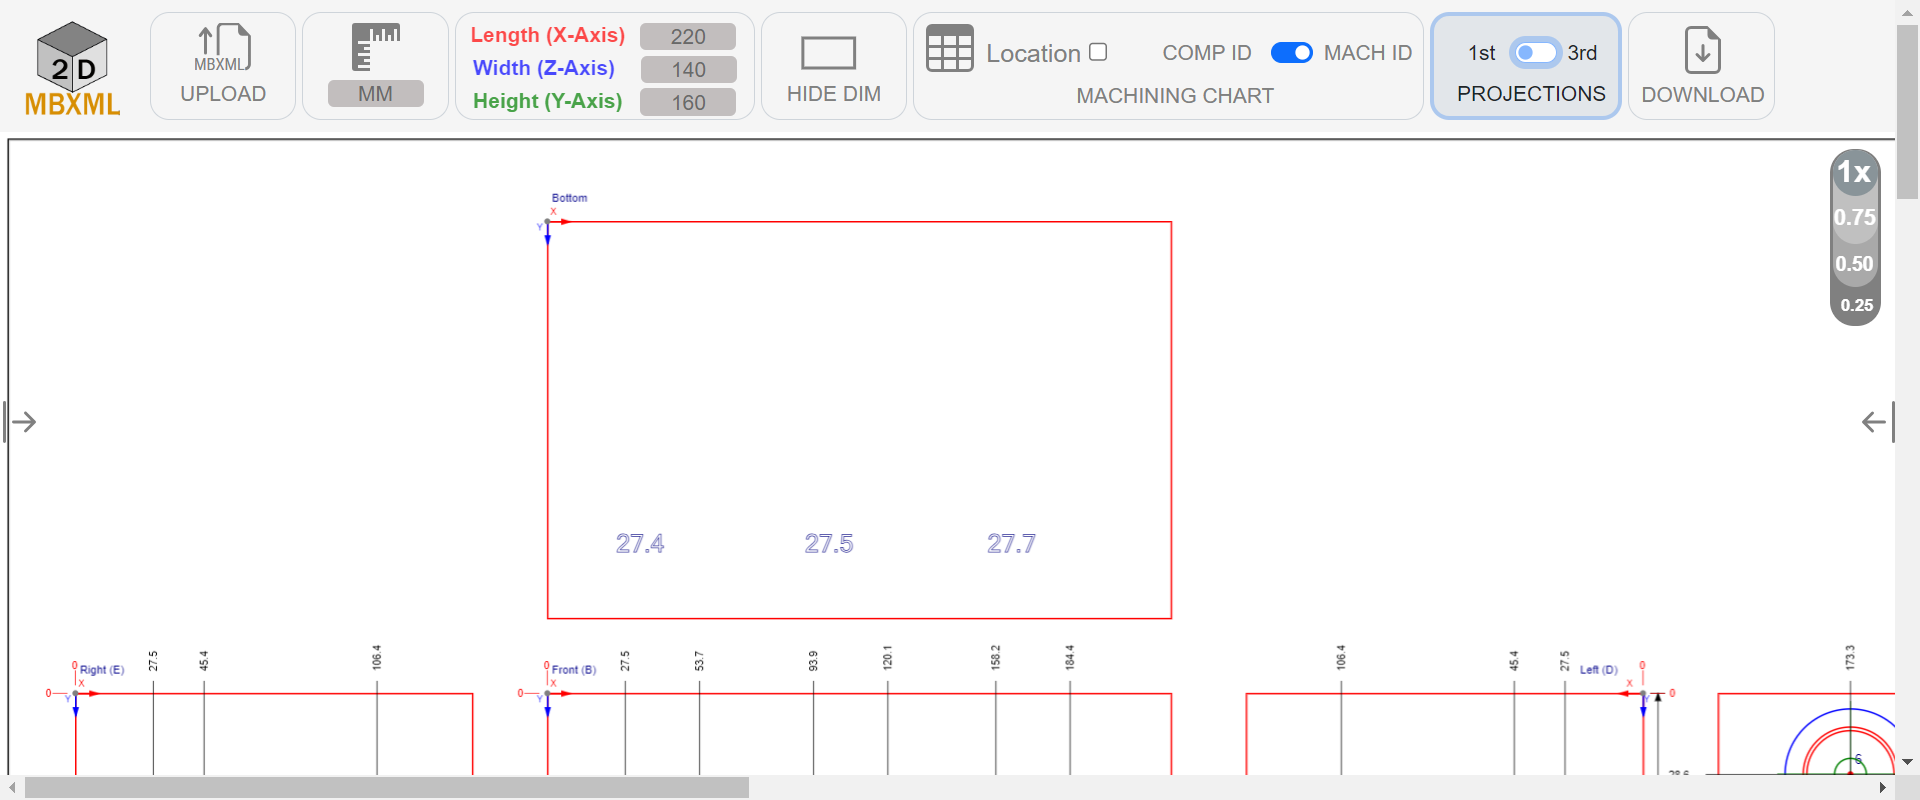 2 D
MBXML
MBXML
UPLOAD
MM
Length (X-Axis) 220
Width (Z-Axis) 140
Height (Y-Axis) 160
HIDE DIM
Location COMP ID MACH ID
MACHINING CHART
1st 3rd
PROJECTIONS
DOWNLOAD
1x
0.75
0.50
0.25
Bottom
X
Y
27.4 27.5 27.7
0 Right (E) 27.5 45.4 106.4
X
0 Y
0 Front (B) 27.5 53.7 93.9 120.1 158.2 184.4
X
0 Y
106.4 45.4 27.5 Left (D) 0
X
Y 0
173.3
6